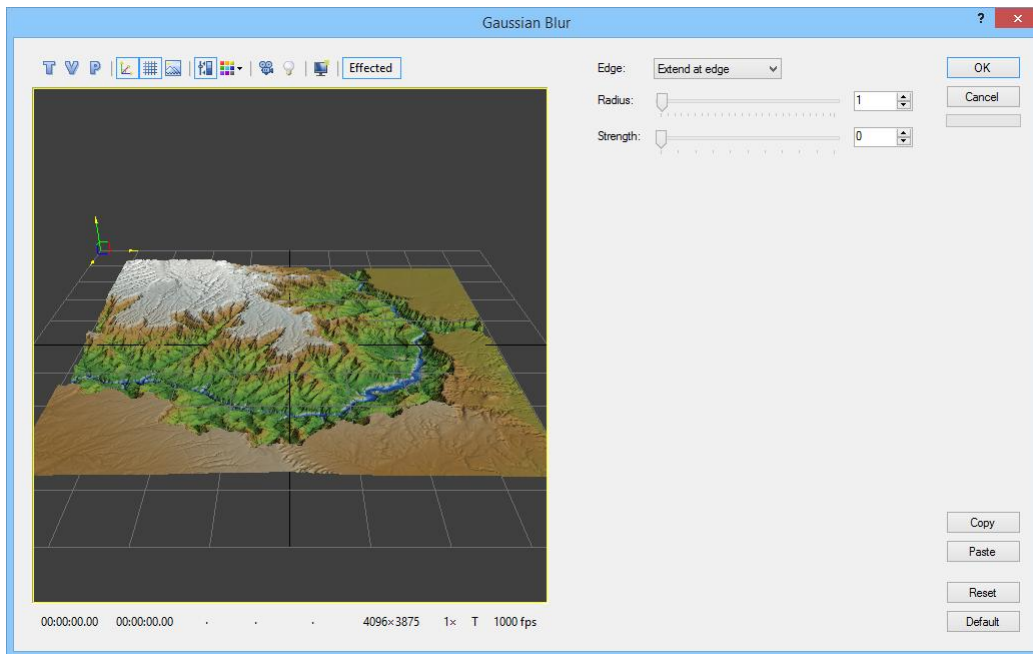 Gaussian Blur
? ×
T V P Effected
Edge: Extend at edge
OK
Radius: 1
Cancel
Strength: 0
Copy
Paste
Reset
Default
00:00:00.00 00:00:00.00 . . . 4096×3875 1× T 1000 fps